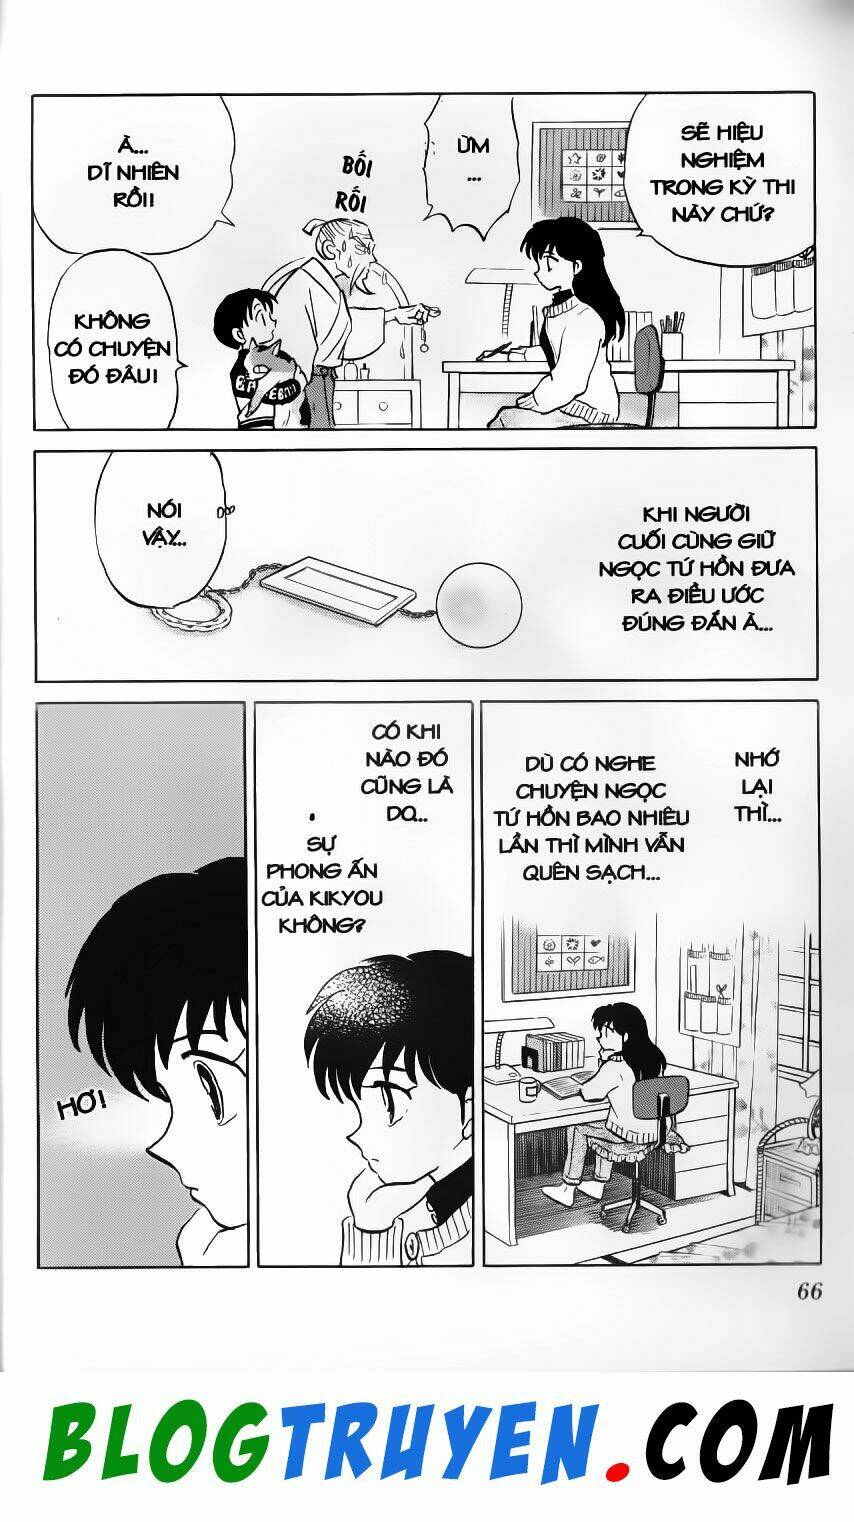 SẼ HIỆU
NGHIỆM
TRONG KỲ THI
NÀY CHỨ?
ỪM
...
BỐI
RỐI
À...
DĨ NHIÊN
RỒI!
KHÔNG
CÓ CHUYỆN
ĐÓ ĐÂU!
KHI NGƯỜI
CUỐI CÙNG GIỮ
NGỌC TỨ HỒN ĐƯA
RA ĐIỀU ƯỚC
ĐÚNG ĐẮN À...
NÓI
VẬY...
NHỚ
LẠI
THÌ...
DÙ CÓ NGHE
CHUYỆN NGỌC
TỨ HỒN BAO NHIÊU
LẦN THÌ MÌNH VẪN
QUÊN SẠCH...
CÓ KHI
NÀO ĐÓ
CŨNG LÀ
DO...
SỰ
PHONG ẤN
CỦA KIKYOU
KHÔNG?
HƠ!
66
BLOGTRUYEN.COM